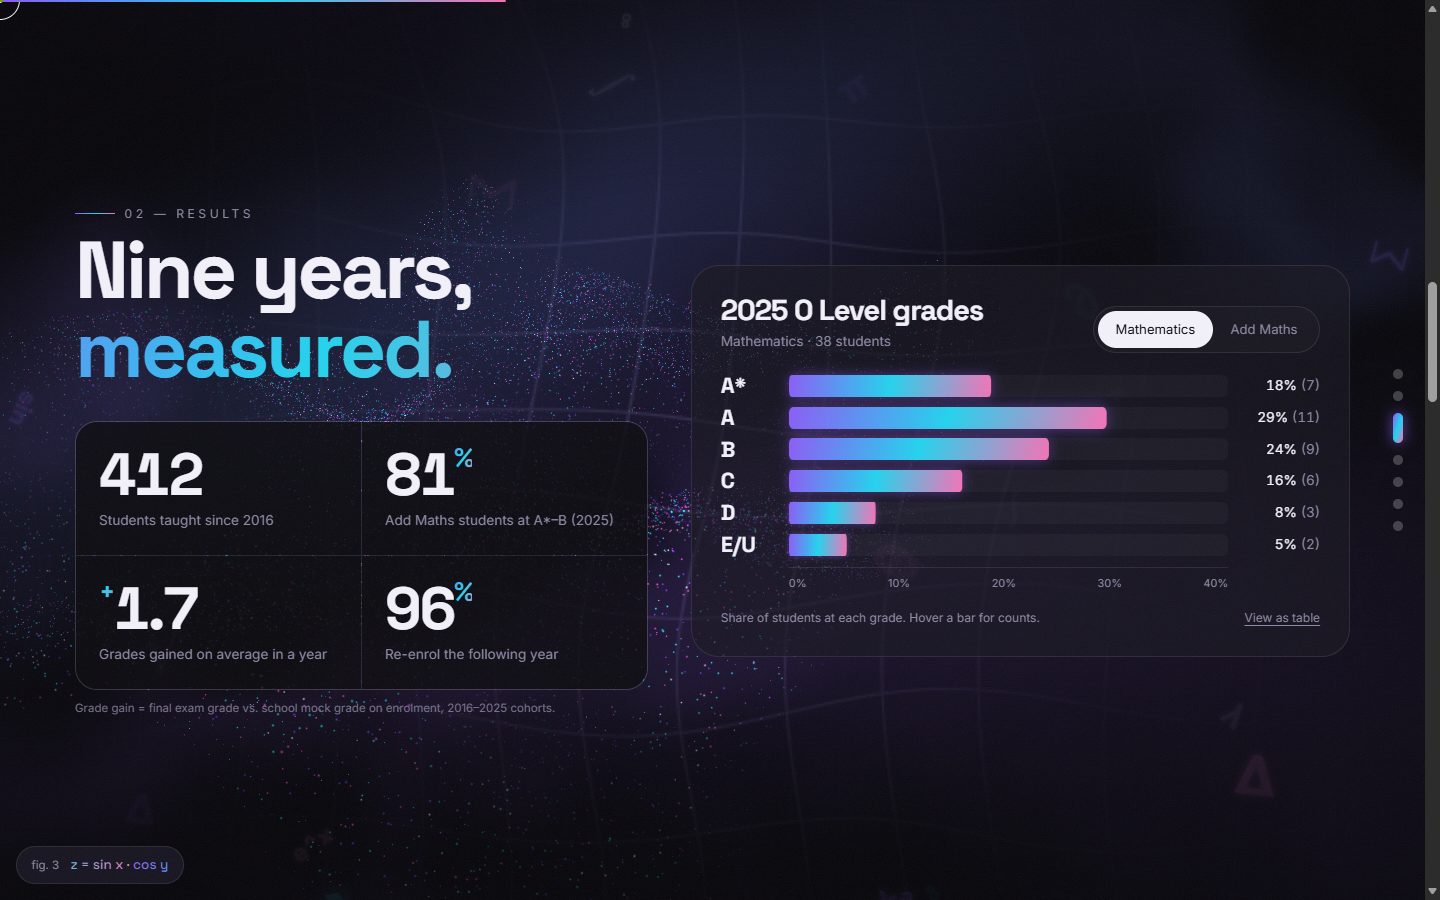 02 — RESULTS
Nine years,
measured.
412
Students taught since 2016
81%
Add Maths students at A*–B (2025)
+1.7
Grades gained on average in a year
96%
Re-enrol the following year
Grade gain = final exam grade vs. school mock grade on enrolment, 2016–2025 cohorts.
2025 O Level grades
Mathematics · 38 students
Mathematics
Add Maths
A* 18% (7)
A 29% (11)
B 24% (9)
C 16% (6)
D 8% (3)
E/U 5% (2)
0% 10% 20% 30% 40%
Share of students at each grade. Hover a bar for counts.
View as table
fig. 3 z = sin x · cos y